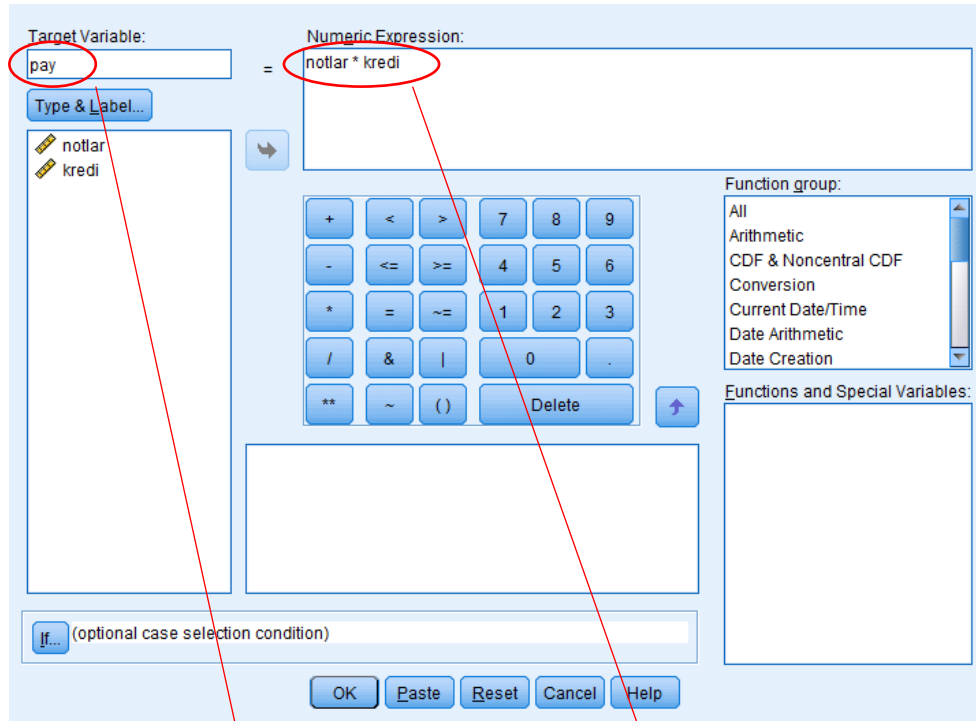 Target Variable:
pay
=
Numeric Expression:
notlar * kredi
Type & Label...
notlar
kredi
+ < > 7 8 9
- <= >= 4 5 6
* = ~= 1 2 3
/ & | 0 .
** ~ ( ) Delete
Function group:
All
Arithmetic
CDF & Noncentral CDF
Conversion
Current Date/Time
Date Arithmetic
Date Creation
Functions and Special Variables:
If... (optional case selection condition)
OK Paste Reset Cancel Help